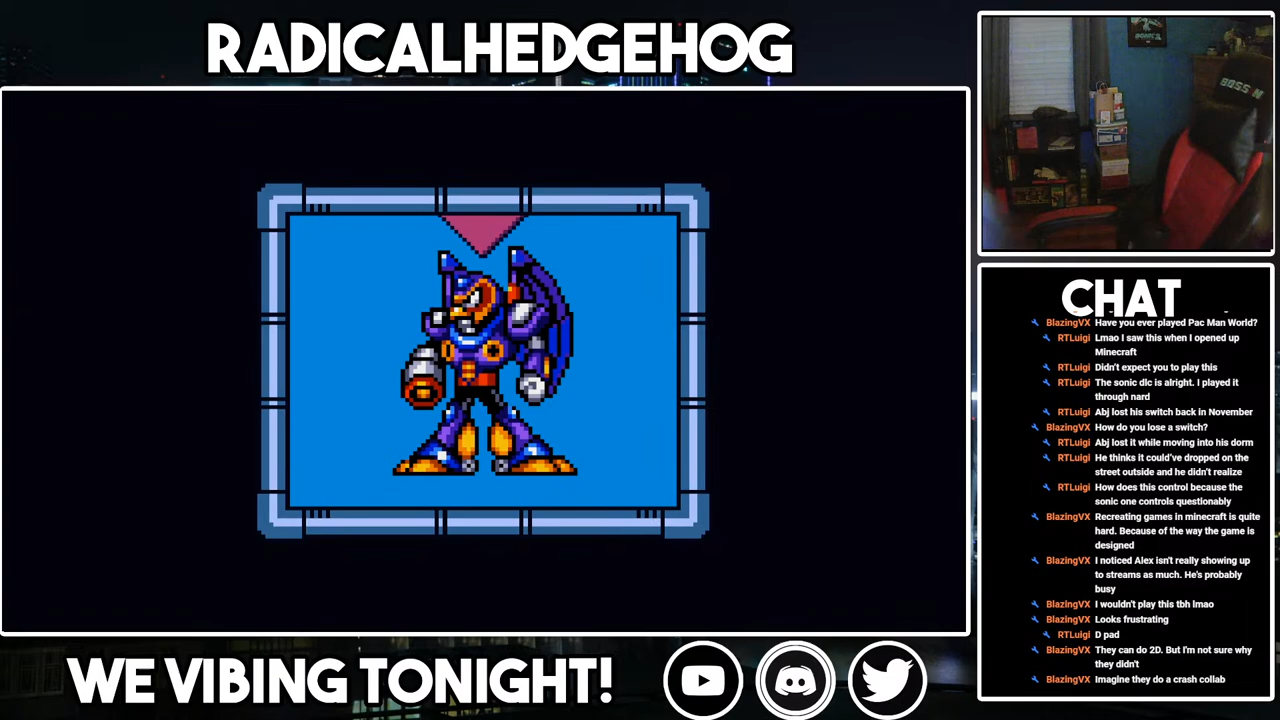 RADICALHEDGEHOG
BOSS N
CHAT
BlazingVX Have you ever played Pac Man World?
RTLuigi Lmao I saw this when I opened up
Minecraft
RTLuigi Didn't expect you to play this
RTLuigi The sonic dlc is alright. I played it
through nard
RTLuigi Abj lost his switch back in November
BlazingVX How do you lose a switch?
RTLuigi Abj lost it while moving into his dorm
RTLuigi He thinks it could've dropped on the
street outside and he didn't realize
RTLuigi How does this control because the
sonic one controls questionably
BlazingVX Recreating games in minecraft is quite
hard. Because of the way the game is
designed
BlazingVX I noticed Alex isn't really showing up
to streams as much. He's probably
busy
BlazingVX I wouldn't play this tbh lmao
BlazingVX Looks frustrating
RTLuigi D pad
BlazingVX They can do 2D. But I'm not sure why
they didn't
BlazingVX Imagine they do a crash collab
WE VIBING TONIGHT!